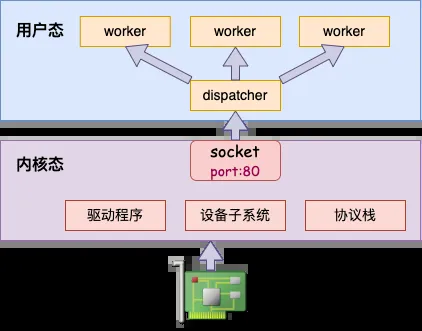 用户态
worker
worker
worker
dispatcher
内核态
socket
port:80
驱动程序
设备子系统
协议栈